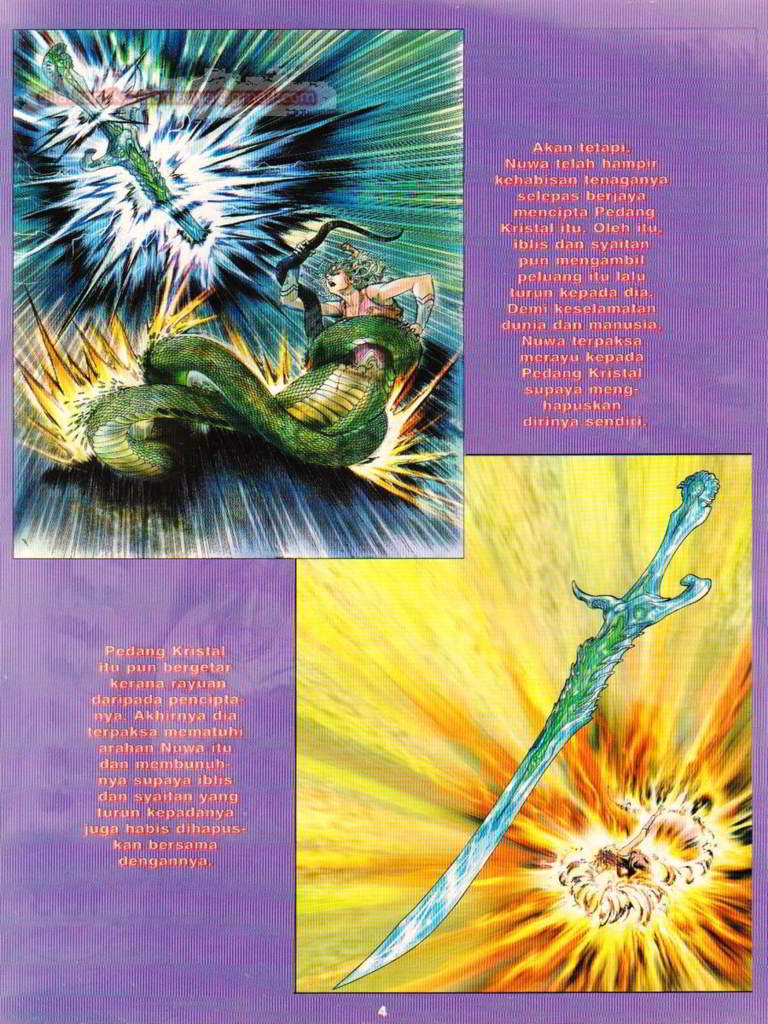 Akan tetapi,
Nuwa telah hampir
kehabisan tenaganya
selepas berjaya
mencipta Pedang
Kristal itu. Oleh itu,
iblis dan syaitan
pun mengambil
peluang itu lalu
turun kepada dia.
Demi keselamatan
dunia dan manusia,
Nuwa terpaksa
merayu kepada
Pedang Kristal
supaya meng-
hapuskan
dirinya sendiri.
Pedang Kristal
itu pun bergetar
kerana rayuan
daripada pencipta-
nya. Akhirnya dia
terpaksa mematuhi
arahan Nuwa itu
dan membunuh-
nya supaya iblis
dan syaitan yang
turun kepadanya
juga habis dihapus-
kan bersama
dengannya.
4